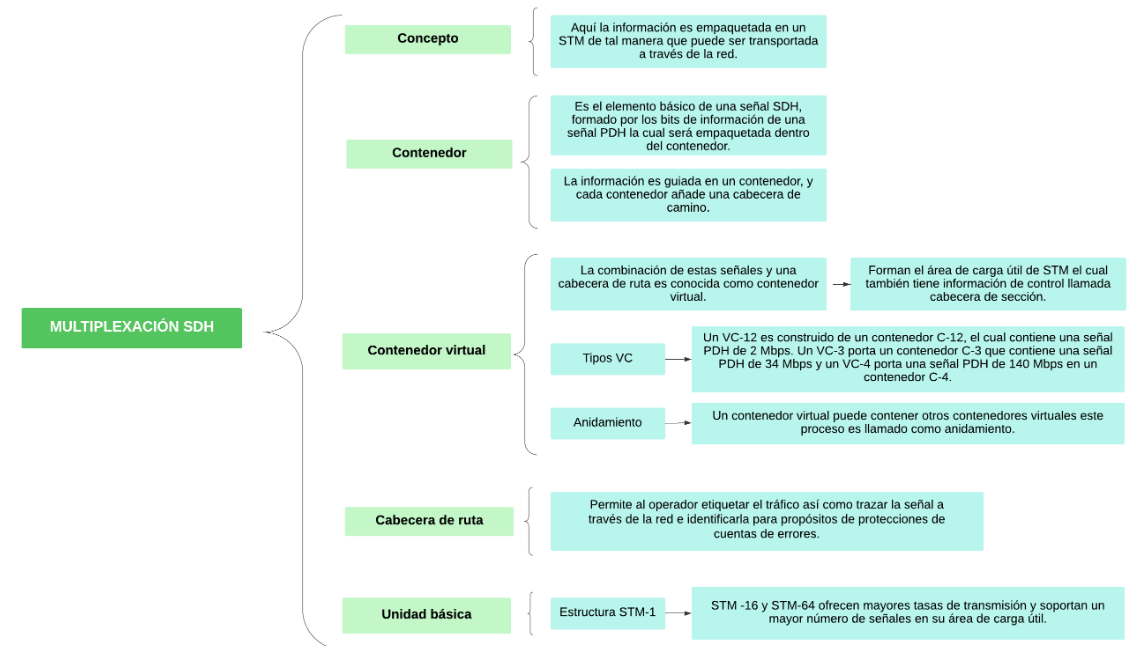 MULTIPLEXACIÓN SDH
Concepto
Aquí la información es empaquetada en un
STM de tal manera que puede ser transportada
a través de la red.
Contenedor
Es el elemento básico de una señal SDH,
formado por los bits de información de una
señal PDH la cual será empaquetada dentro
del contenedor.
La información es guiada en un contenedor, y
cada contenedor añade una cabecera de
camino.
Contenedor virtual
La combinación de estas señales y una
cabecera de ruta es conocida como contenedor
virtual.
Forman el área de carga útil de STM el cual
también tiene información de control llamada
cabecera de sección.
Tipos VC
Un VC-12 es construido de un contenedor C-12, el cual contiene una señal
PDH de 2 Mbps. Un VC-3 porta un contenedor C-3 que contiene una señal
PDH de 34 Mbps y un VC-4 porta una señal PDH de 140 Mbps en un
contenedor C-4.
Anidamiento
Un contenedor virtual puede contener otros contenedores virtuales este
proceso es llamado como anidamiento.
Cabecera de ruta
Permite al operador etiquetar el tráfico así como trazar la señal a
través de la red e identificarla para propósitos de protecciones de
cuentas de errores.
Unidad básica
Estructura STM-1
STM -16 y STM-64 ofrecen mayores tasas de transmisión y soportan un
mayor número de señales en su área de carga útil.